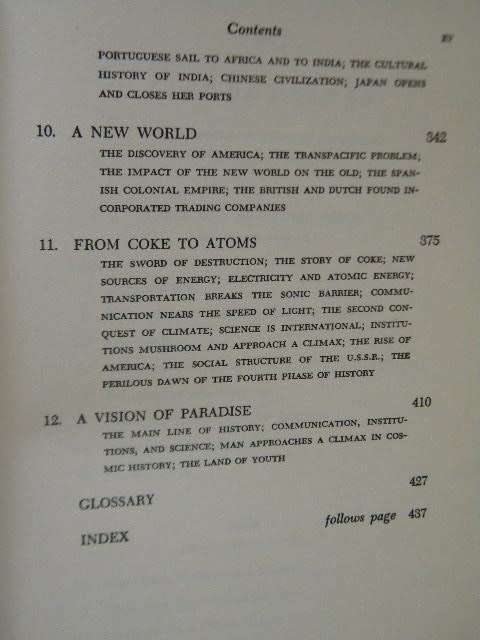 Contents xv
PORTUGUESE SAIL TO AFRICA AND TO INDIA; THE CULTURAL
HISTORY OF INDIA; CHINESE CIVILIZATION; JAPAN OPENS
AND CLOSES HER PORTS
10. A NEW WORLD 342
THE DISCOVERY OF AMERICA; THE TRANSPACIFIC PROBLEM;
THE IMPACT OF THE NEW WORLD ON THE OLD; THE SPAN-
ISH COLONIAL EMPIRE; THE BRITISH AND DUTCH FOUND IN-
CORPORATED TRADING COMPANIES
11. FROM COKE TO ATOMS 375
THE SWORD OF DESTRUCTION; THE STORY OF COKE; NEW
SOURCES OF ENERGY; ELECTRICITY AND ATOMIC ENERGY;
TRANSPORTATION BREAKS THE SONIC BARRIER; COMMU-
NICATION NEARS THE SPEED OF LIGHT; THE SECOND CON-
QUEST OF CLIMATE; SCIENCE IS INTERNATIONAL; INSTITU-
TIONS MUSHROOM AND APPROACH A CLIMAX; THE RISE OF
AMERICA; THE SOCIAL STRUCTURE OF THE U.S.S.R.; THE
PERILOUS DAWN OF THE FOURTH PHASE OF HISTORY
12. A VISION OF PARADISE 410
THE MAIN LINE OF HISTORY; COMMUNICATION, INSTITU-
TIONS, AND SCIENCE; MAN APPROACHES A CLIMAX IN COS-
MIC HISTORY; THE LAND OF YOUTH
GLOSSARY 427
INDEX follows page 437